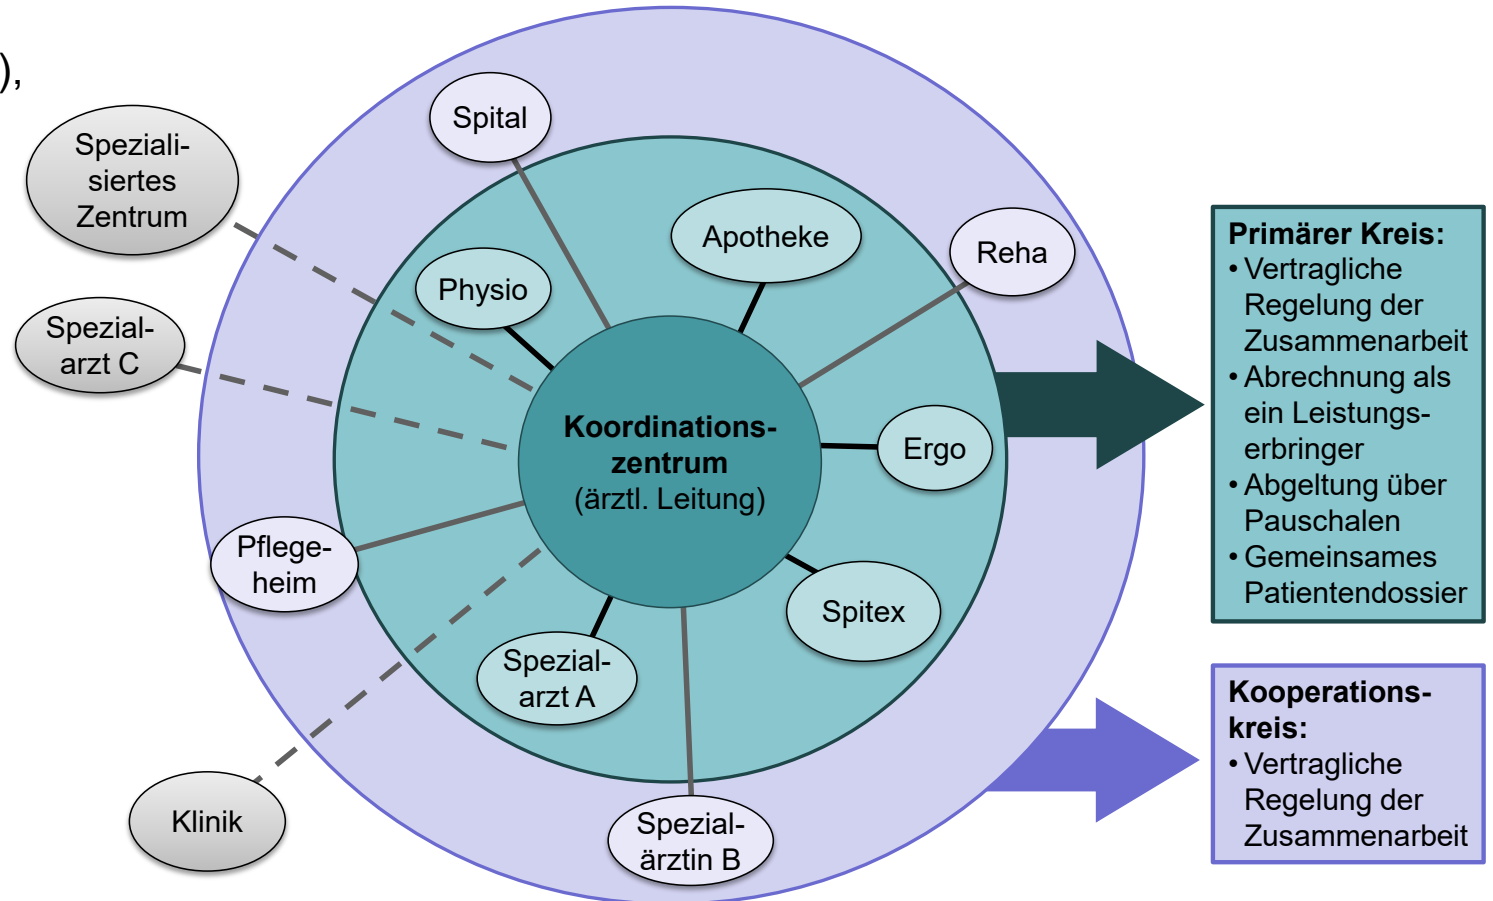 ),
Speziali-
siertes
Zentrum
Spital
Apotheke
Reha
Physio
Spezial-
arzt C
Koordinations-
zentrum
(ärztl. Leitung)
Ergo
Pflege-
heim
Spitex
Spezial-
arzt A
Klinik
Spezial-
ärztin B
Primärer Kreis:
• Vertragliche
Regelung der
Zusammenarbeit
• Abrechnung als
ein Leistungs-
erbringer
• Abgeltung über
Pauschalen
• Gemeinsames
Patientendossier
Kooperations-
kreis:
• Vertragliche
Regelung der
Zusammenarbeit